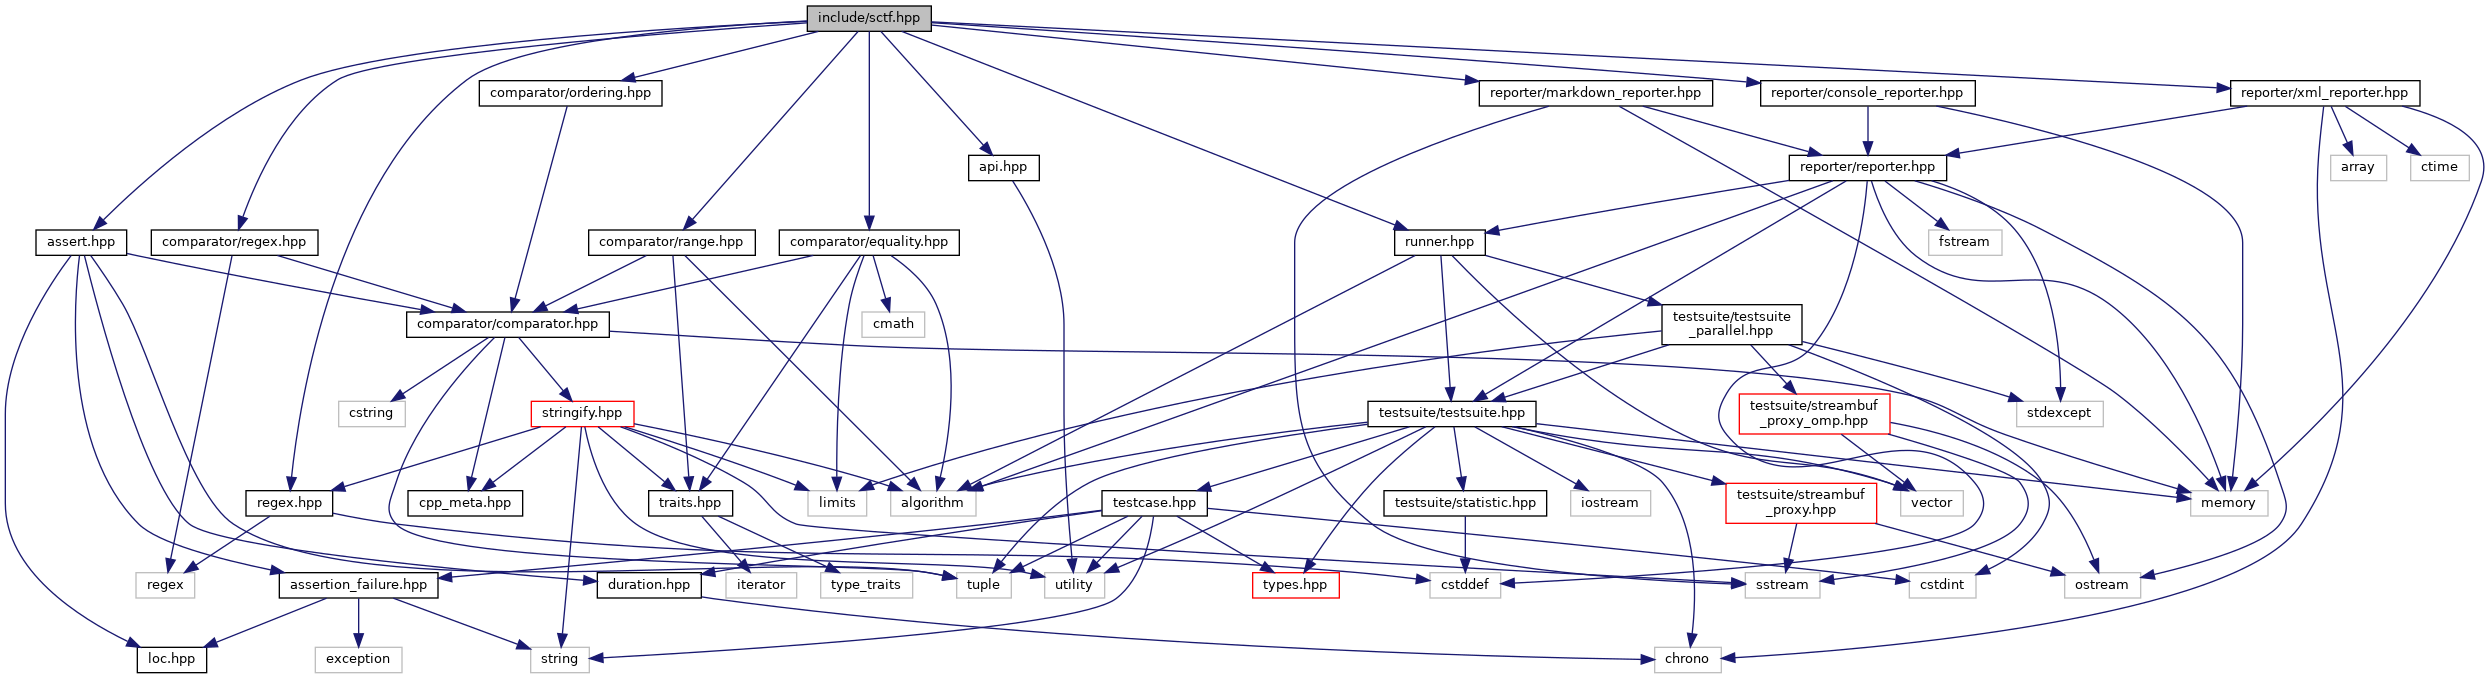 include/sctf.hpp
comparator/ordering.hpp
reporter/markdown_reporter.hpp
reporter/console_reporter.hpp
reporter/xml_reporter.hpp
api.hpp
reporter/reporter.hpp
array
ctime
assert.hpp
comparator/regex.hpp
comparator/range.hpp
comparator/equality.hpp
runner.hpp
fstream
comparator/comparator.hpp
cmath
testsuite/testsuite
_parallel.hpp
cstring
stringify.hpp
testsuite/testsuite.hpp
testsuite/streambuf
_proxy_omp.hpp
stdexcept
regex.hpp
cpp_meta.hpp
traits.hpp
limits
algorithm
testcase.hpp
testsuite/statistic.hpp
iostream
testsuite/streambuf
_proxy.hpp
vector
memory
regex
assertion_failure.hpp
duration.hpp
iterator
type_traits
tuple
utility
types.hpp
cstddef
sstream
cstdint
ostream
loc.hpp
exception
string
chrono